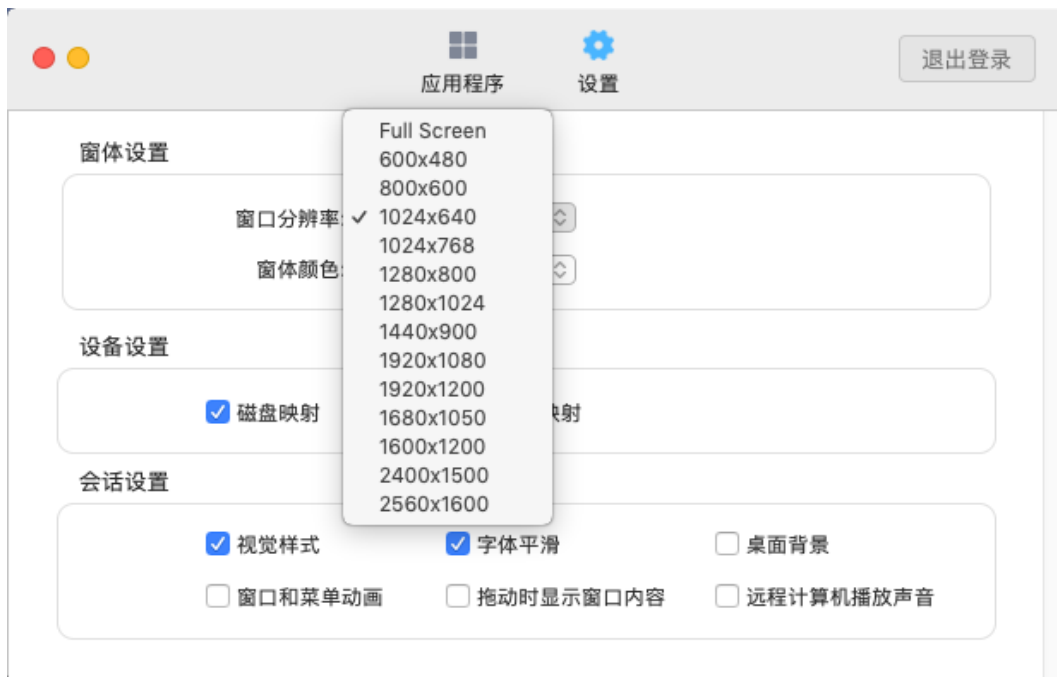 应用程序
设置
退出登录
窗体设置
窗口分辨率:
窗体颜色:
Full Screen
600x480
800x600
1024x640
1024x768
1280x800
1280x1024
1440x900
1920x1080
1920x1200
1680x1050
1600x1200
2400x1500
2560x1600
设备设置
磁盘映射
映射
会话设置
视觉样式
字体平滑
桌面背景
窗口和菜单动画
拖动时显示窗口内容
远程计算机播放声音